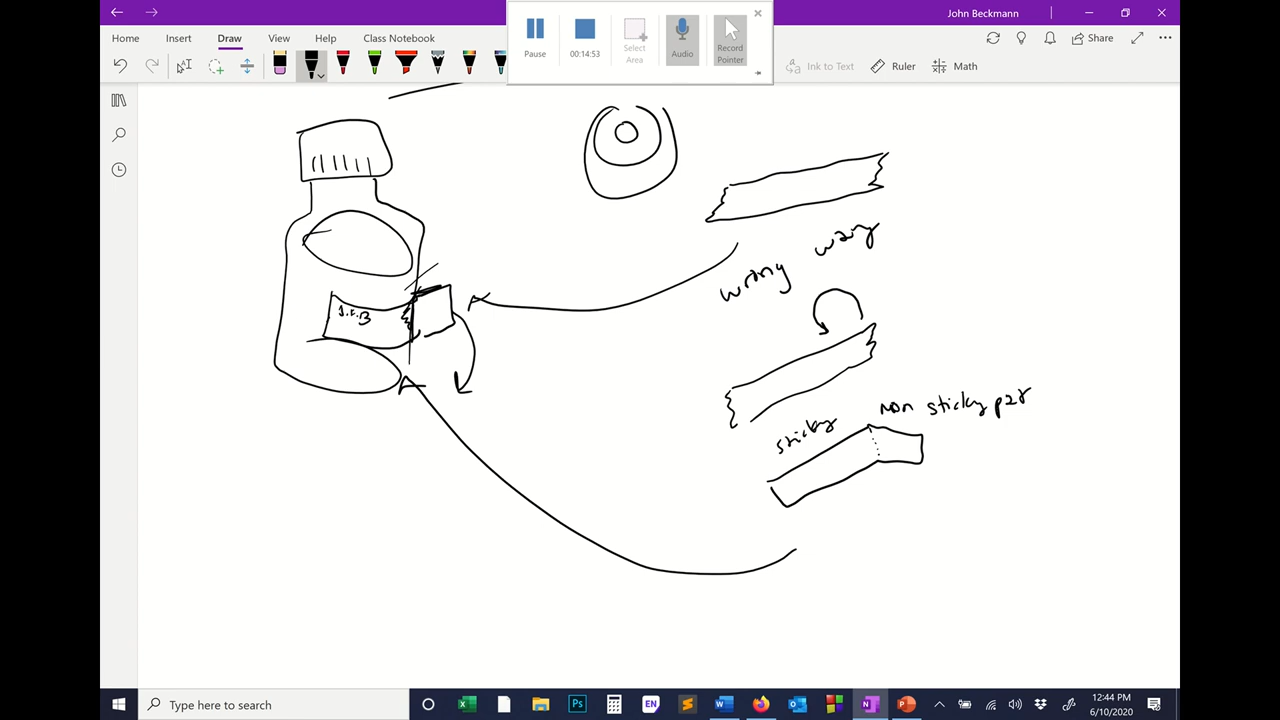 John Beckmann
Pause
00:14:53
Select Area
Audio
Record Pointer
Home Insert Draw View Help Class Notebook
Share
Ink to Text
Ruler
Math
wrong way
J.F.B
sticky
non sticky par
Type here to search
EN
12:44 PM
6/10/2020